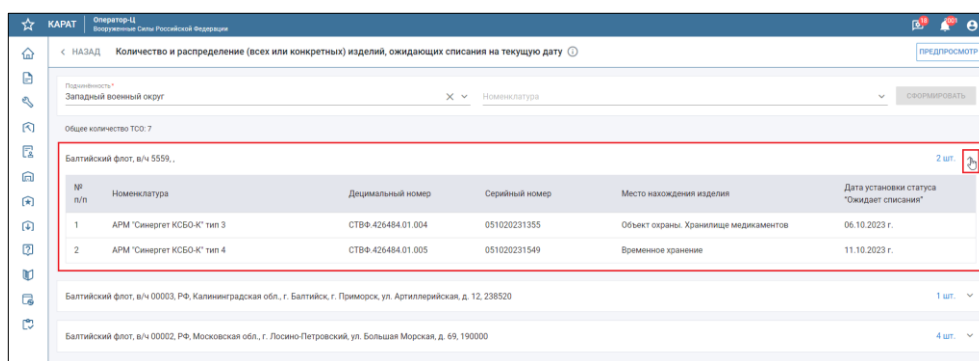 КАРАТ
Оператор-Ц
Вооруженные Силы Российской Федерации
НАЗАД Количество и распределение (всех или конкретных) изделий, ожидающих списания на текущую дату
ПРЕДПРОСМОТР
Подчинённость*
Западный военный округ
Номенклатура
СФОРМИРОВАТЬ
Общее количество ТСО: 7
Балтийский флот, в/ч 5559, , 2 шт.
№ п/п Номенклатура Децимальный номер Серийный номер Место нахождения изделия Дата установки статуса "Ожидает списания"
1 АРМ "Синергет КСБО-К" тип 3 СТВФ.426484.01.004 051020231355 Объект охраны. Хранилище медикаментов 06.10.2023 г.
2 АРМ "Синергет КСБО-К" тип 4 СТВФ.426484.01.005 051020231549 Временное хранение 11.10.2023 г.
Балтийский флот, в/ч 00003, РФ, Калининградская обл., г. Балтийск, г. Приморск, ул. Артиллерийская, д. 12, 238520 1 шт.
Балтийский флот, в/ч 00002, РФ, Московская обл., г. Лосино-Петровский, ул. Большая Морская, д. 69, 190000 4 шт.